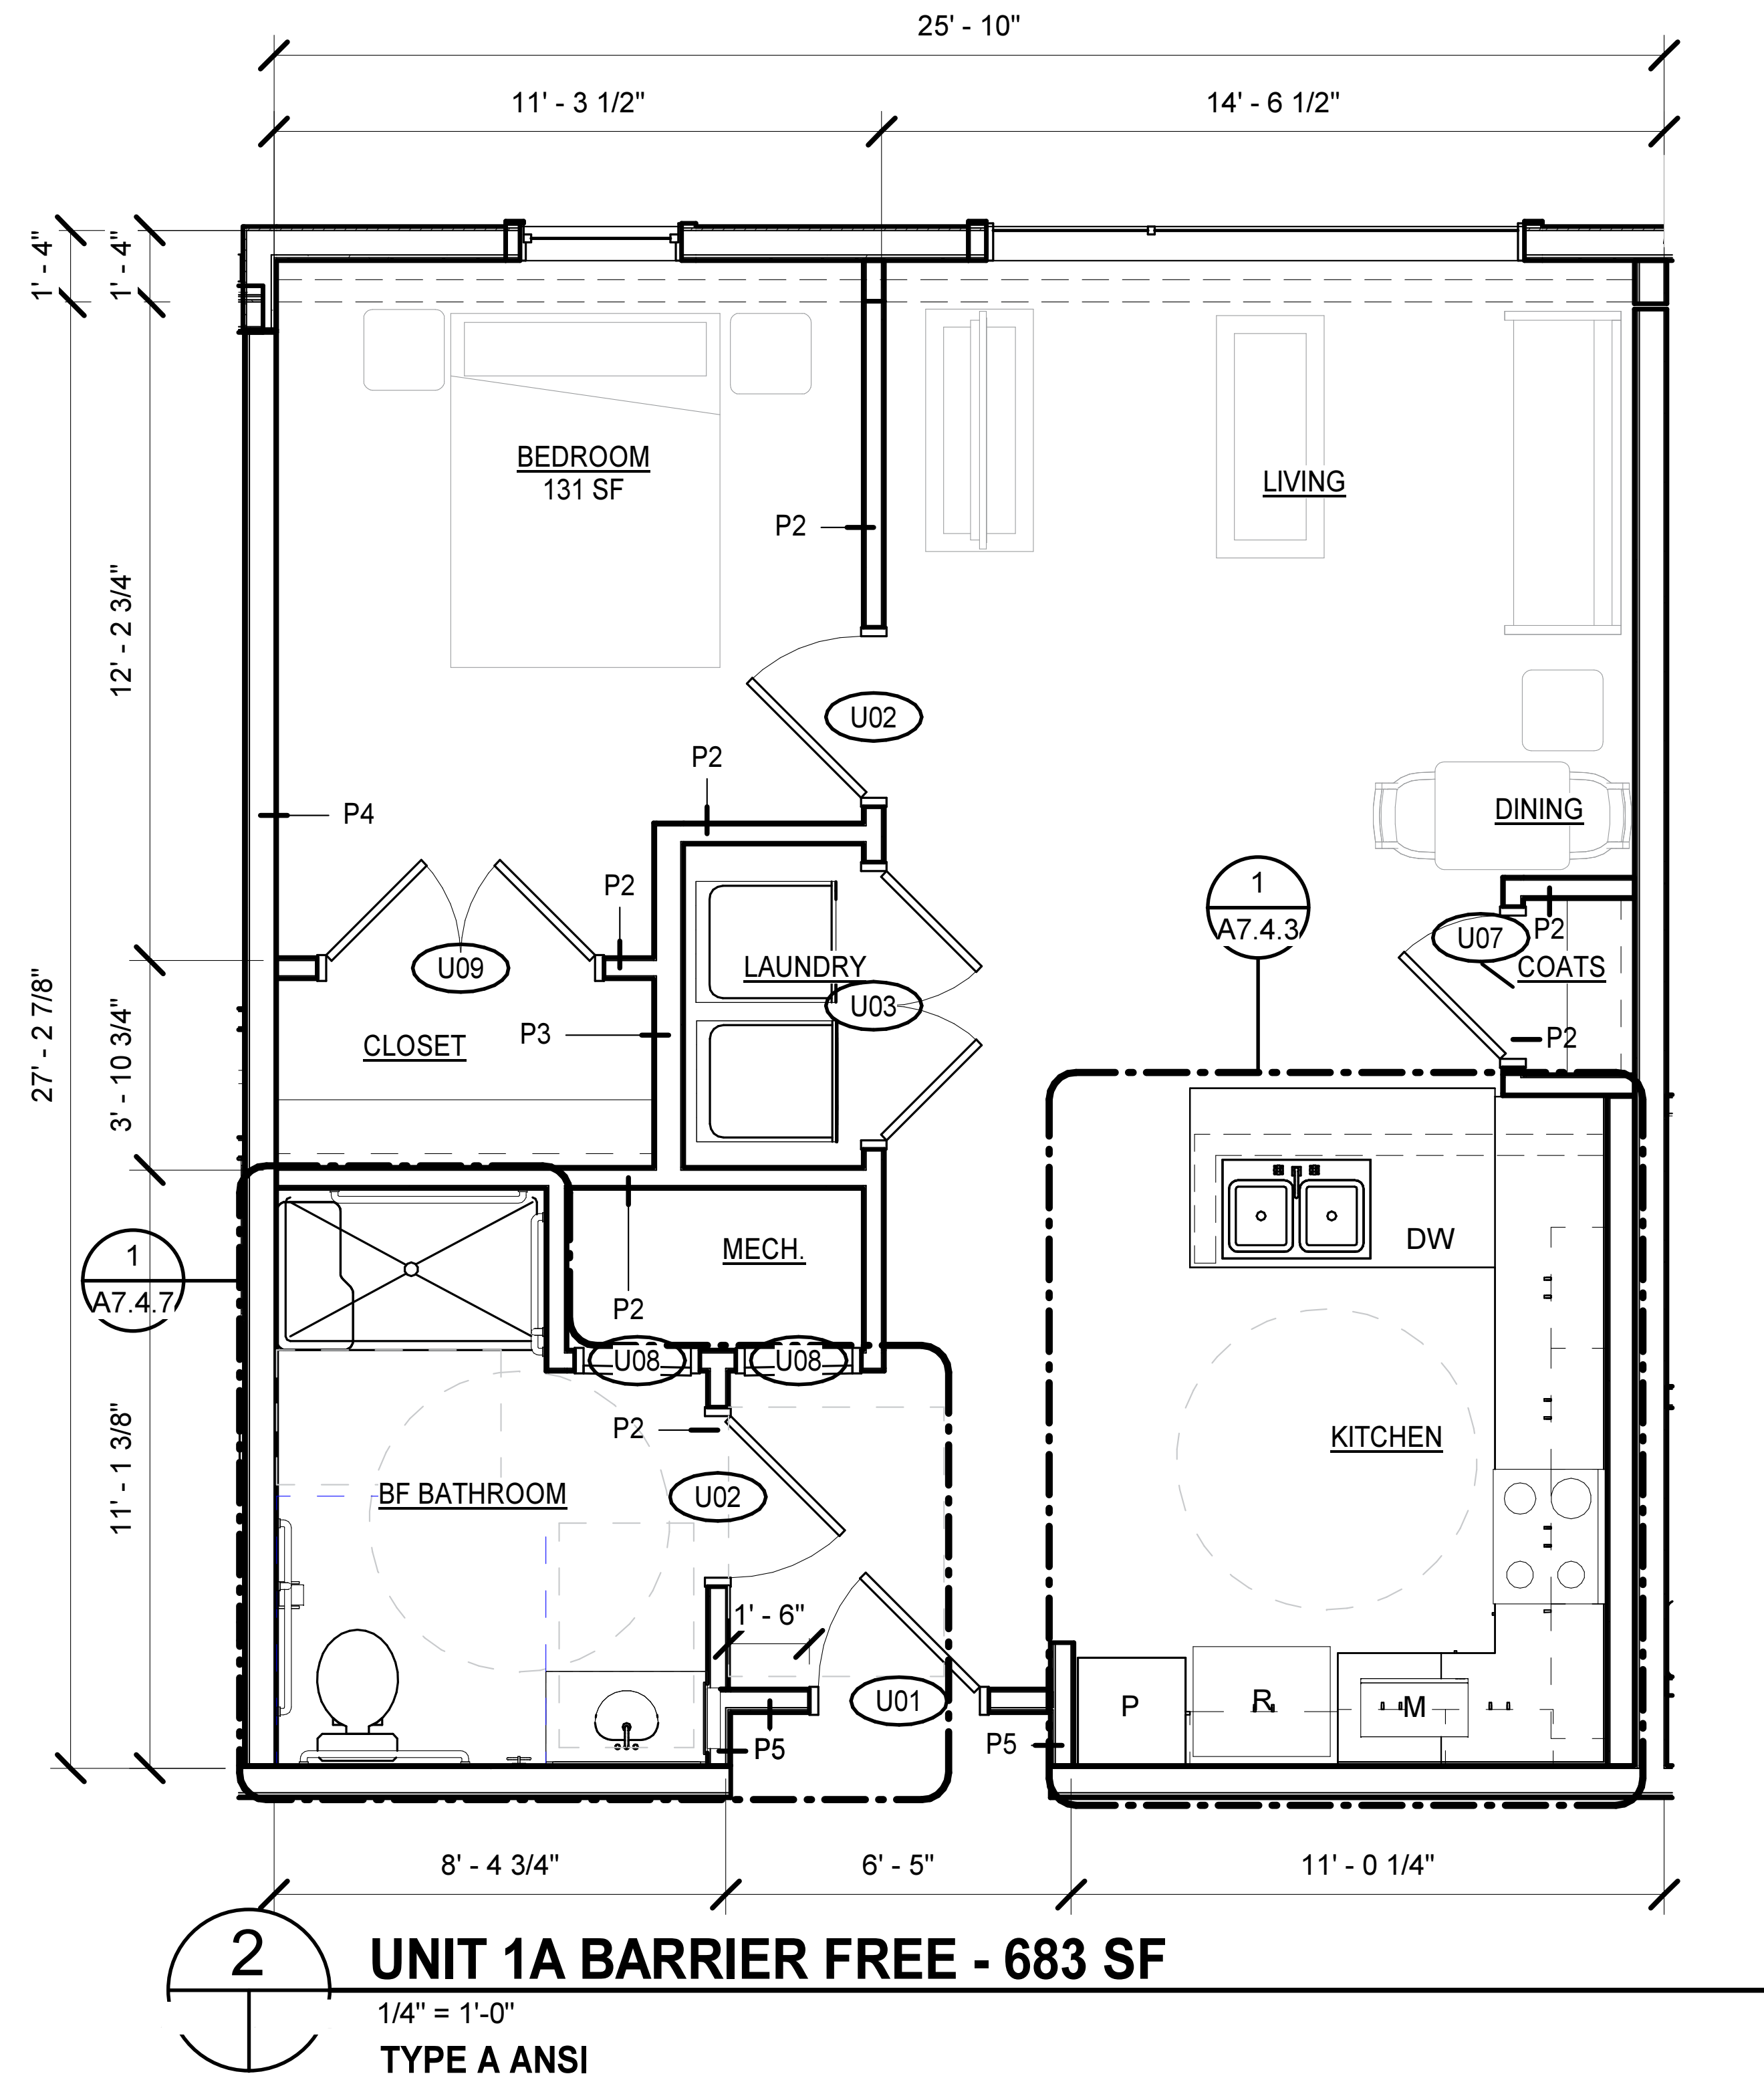 25' - 10"
11' - 3 1/2"
14' - 6 1/2"
1' - 4"
1' - 4"
BEDROOM
131 SF
LIVING
P2
12' - 2 3/4"
U02
P2
P4
DINING
1
A7.4.3
P2
U07
P2
COATS
U09
LAUNDRY
U03
P3
CLOSET
P2
27' - 2 7/8"
3' - 10 3/4"
1
A7.4.7
MECH.
DW
P2
U08
U08
P2
KITCHEN
11' - 1 3/8"
BF BATHROOM
U02
1' - 6"
U01
P
R
M
P5
P5
8' - 4 3/4"
6' - 5"
11' - 0 1/4"
2
UNIT 1A BARRIER FREE - 683 SF
1/4" = 1'-0"
TYPE A ANSI